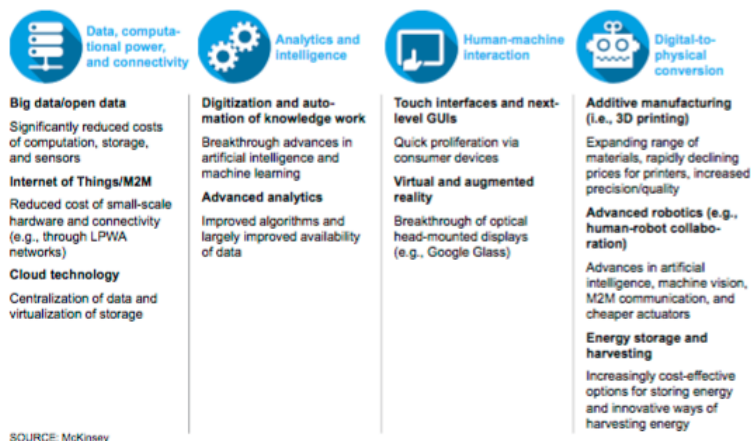 Data, computa-
tional power,
and connectivity
Big data/open data
Significantly reduced costs
of computation, storage,
and sensors
Internet of Things/M2M
Reduced cost of small-scale
hardware and connectivity
(e.g., through LPWA
networks)
Cloud technology
Centralization of data and
virtualization of storage
Analytics and
Intelligence
Digitization and auto-
mation of knowledge work
Breakthrough advances in
artificial intelligence and
machine learning
Advanced analytics
Improved algorithms and
largely improved availability
of data
Human-machine
interaction
Touch interfaces and next-
level GUIs
Quick proliferation via
consumer devices
Virtual and augmented
reality
Breakthrough of optical
head-mounted displays
(e.g., Google Glass)
Digital-to-
physical
conversion
Additive manufacturing
(i.e., 3D printing)
Expanding range of
materials, rapidly declining
prices for printers, increased
precision/quality
Advanced robotics (e.g.,
human-robot collabo-
ration)
Advances in artificial
intelligence, machine vision,
M2M communication, and
cheaper actuators
Energy storage and
harvesting
Increasingly cost-effective
options for storing energy
and innovative ways of
harvesting energy
SOURCE: McKinsey